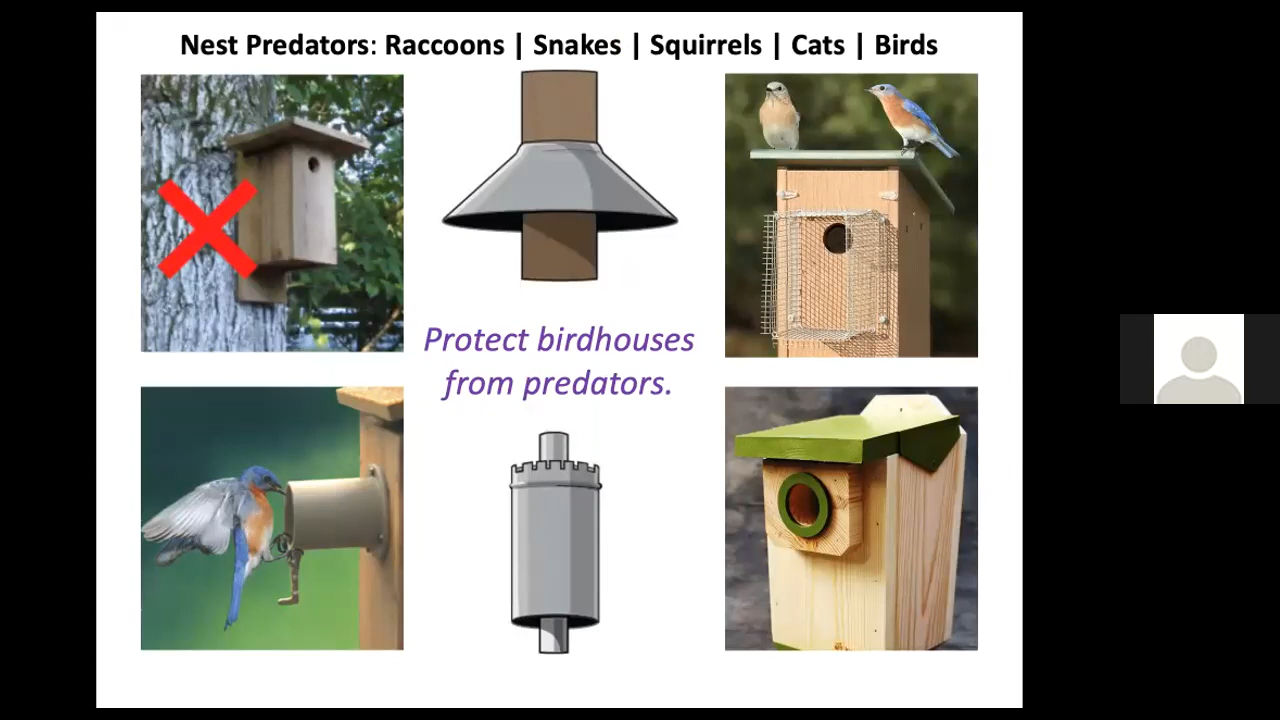 Nest Predators: Raccoons | Snakes | Squirrels | Cats | Birds
Protect birdhouses
from predators.